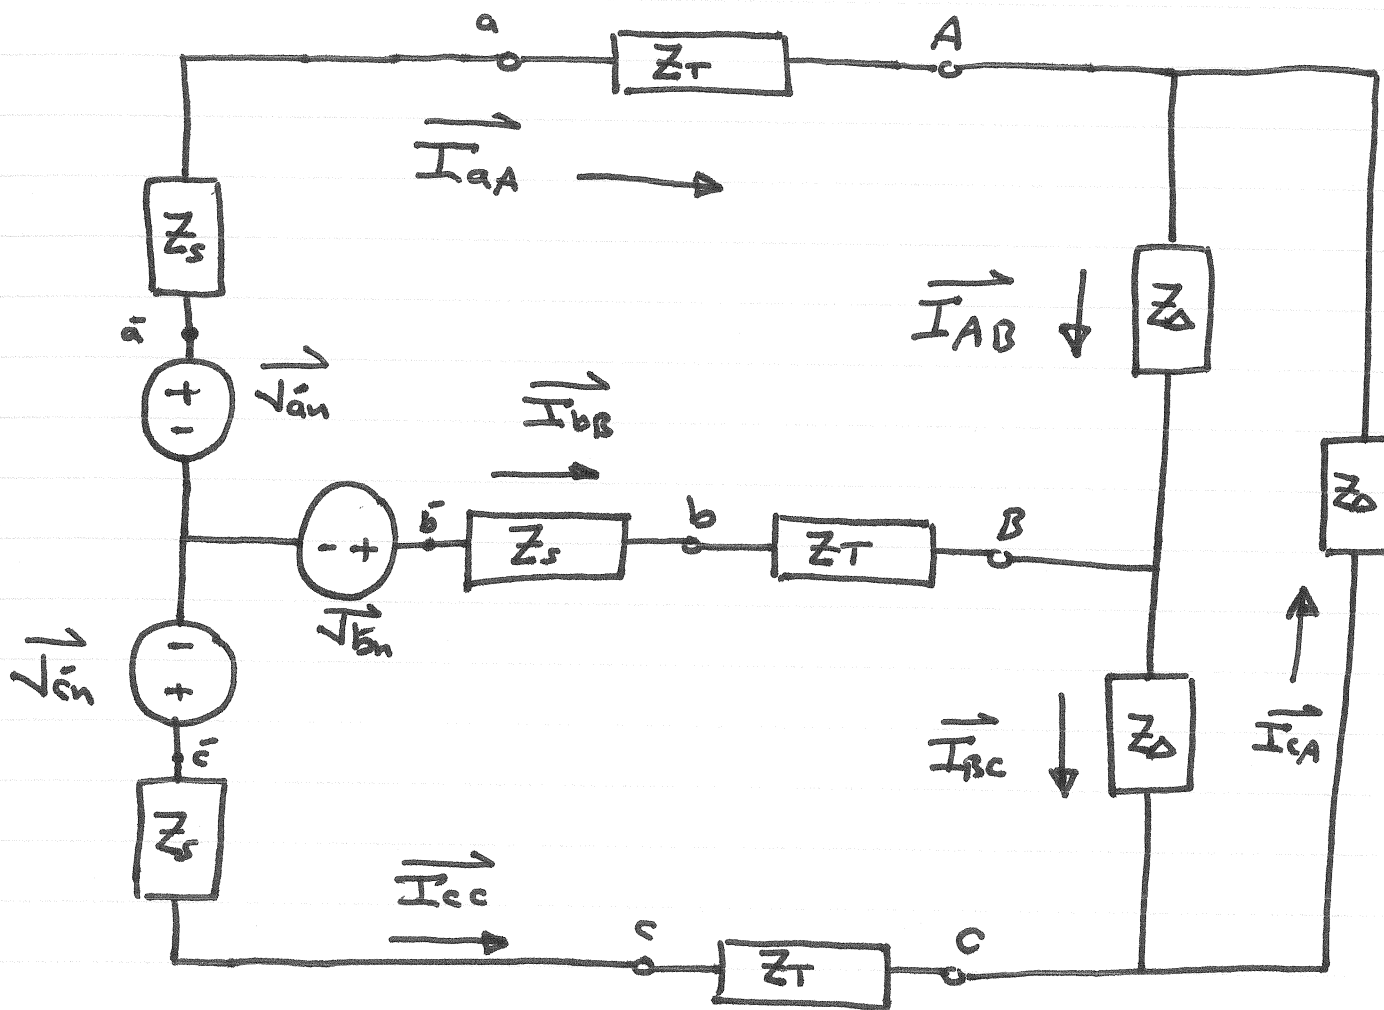 a
Z_T
A
I_aA
Z_s
a'
+
-
V_a'n
I_AB
Z_Δ
I_bB
- +
b'
Z_s
b
Z_T
B
V_b'n
Z_Δ
V_c'n
-
+
c'
Z_s
I_BC
Z_Δ
I_CA
I_cC
c
Z_T
C